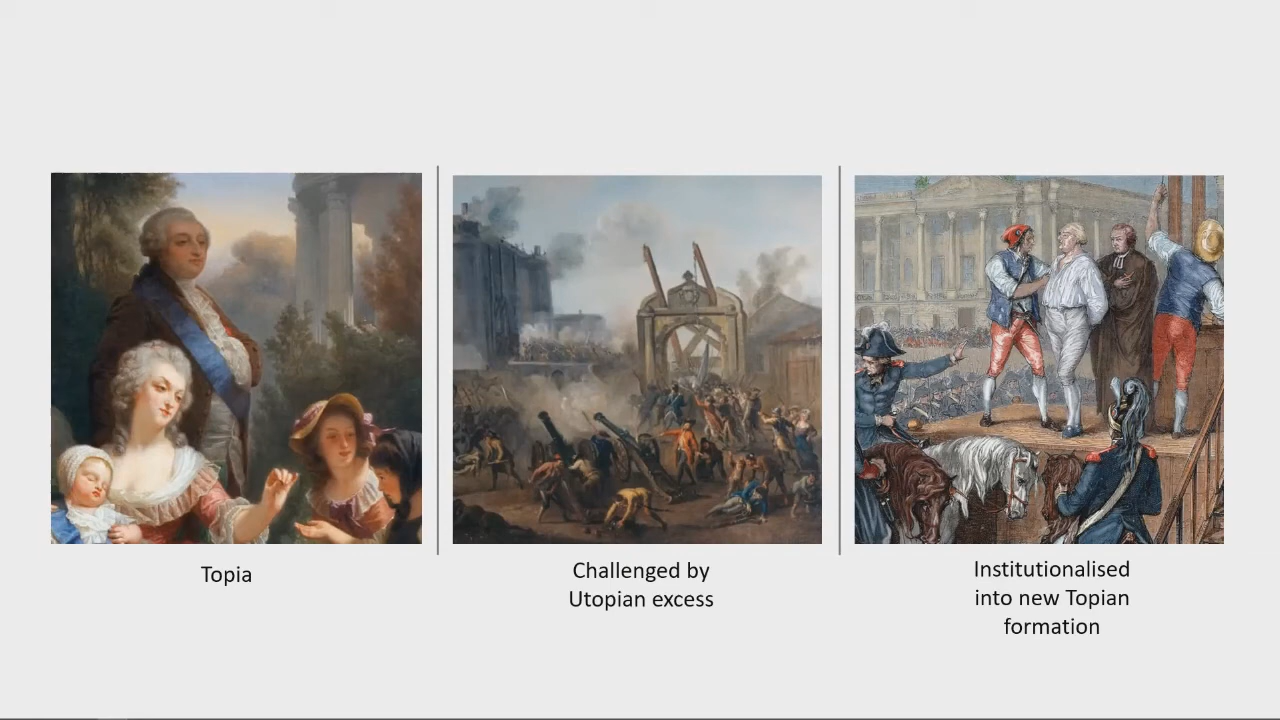 Topia
Challenged by
Utopian excess
Institutionalised
into new Topian
formation